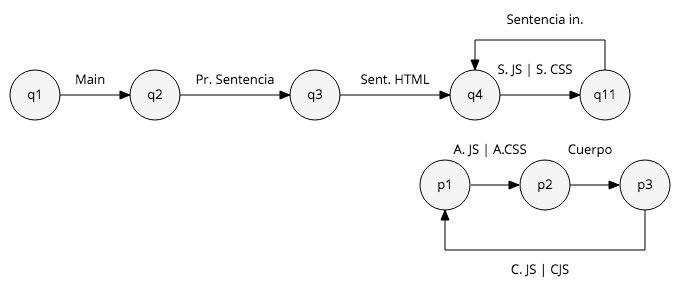 Sentencia in.
Main
Pr. Sentencia
Sent. HTML
S. JS | S. CSS
q1
q2
q3
q4
q11
A. JS | A.CSS
Cuerpo
p1
p2
p3
C. JS | CJS